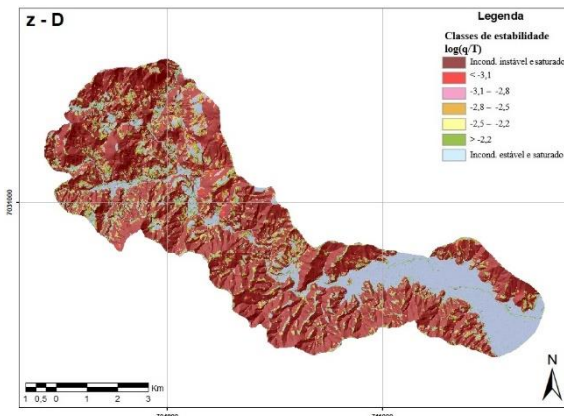 z - D
Legenda
Classes de estabilidade
log(q/T)
Incond. instável e saturado
< -3,1
-3,1 – -2,8
-2,8 – -2,5
-2,5 – -2,2
> -2,2
Incond. estável e saturado
N
Km
1 0,5 0 1 2 3